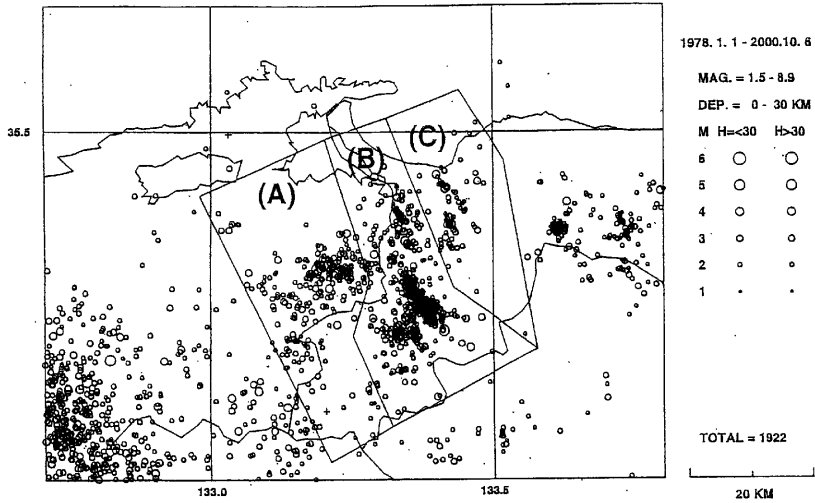 1978. 1. 1 - 2000.10. 6
MAG. = 1.5 - 8.9
DEP. = 0 - 30 KM
M H=<30 H>30
6
5
4
3
2
1
TOTAL = 1922
20 KM
35.5
(A)
(B)
(C)
133.0
133.5